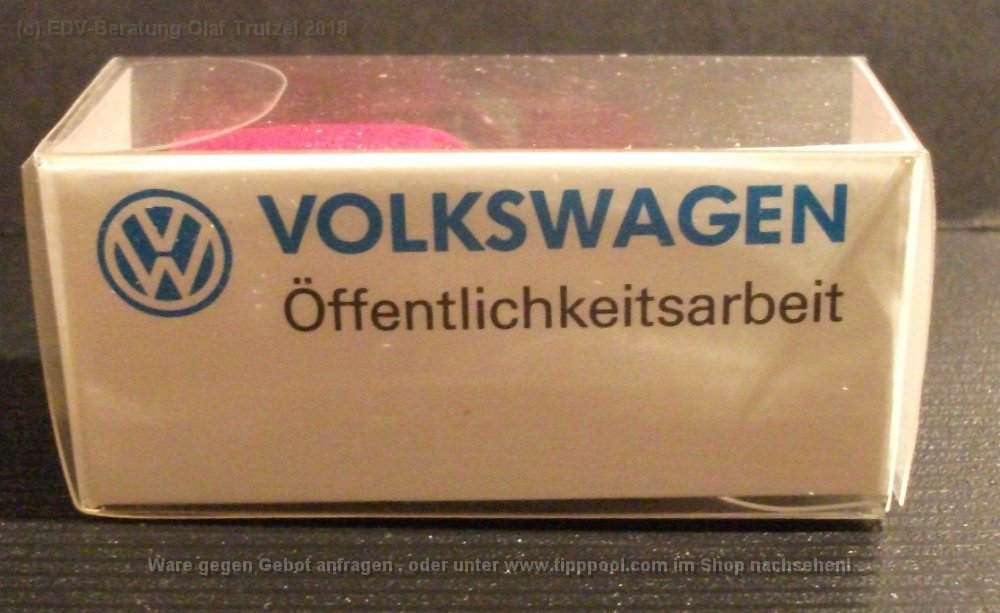 (c) EDV-Beratung Olaf Trutzel 2018
VW VOLKSWAGEN
Öffentlichkeitsarbeit
Ware gegen Gebot anfragen , oder unter www.tipppool.com im Shop nachsehen!